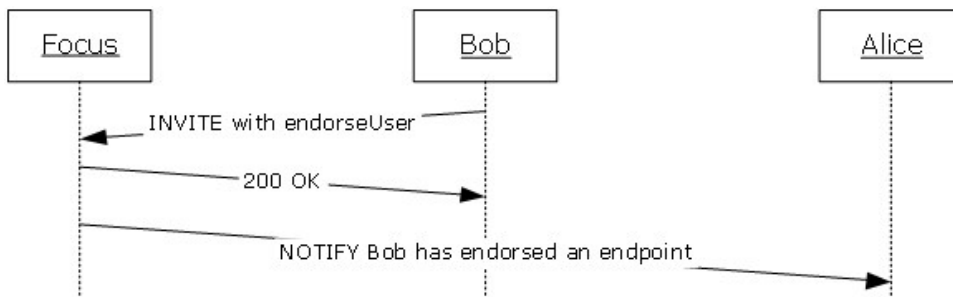 Focus
Bob
Alice
INVITE with endorseUser
200 OK
NOTIFY Bob has endorsed an endpoint